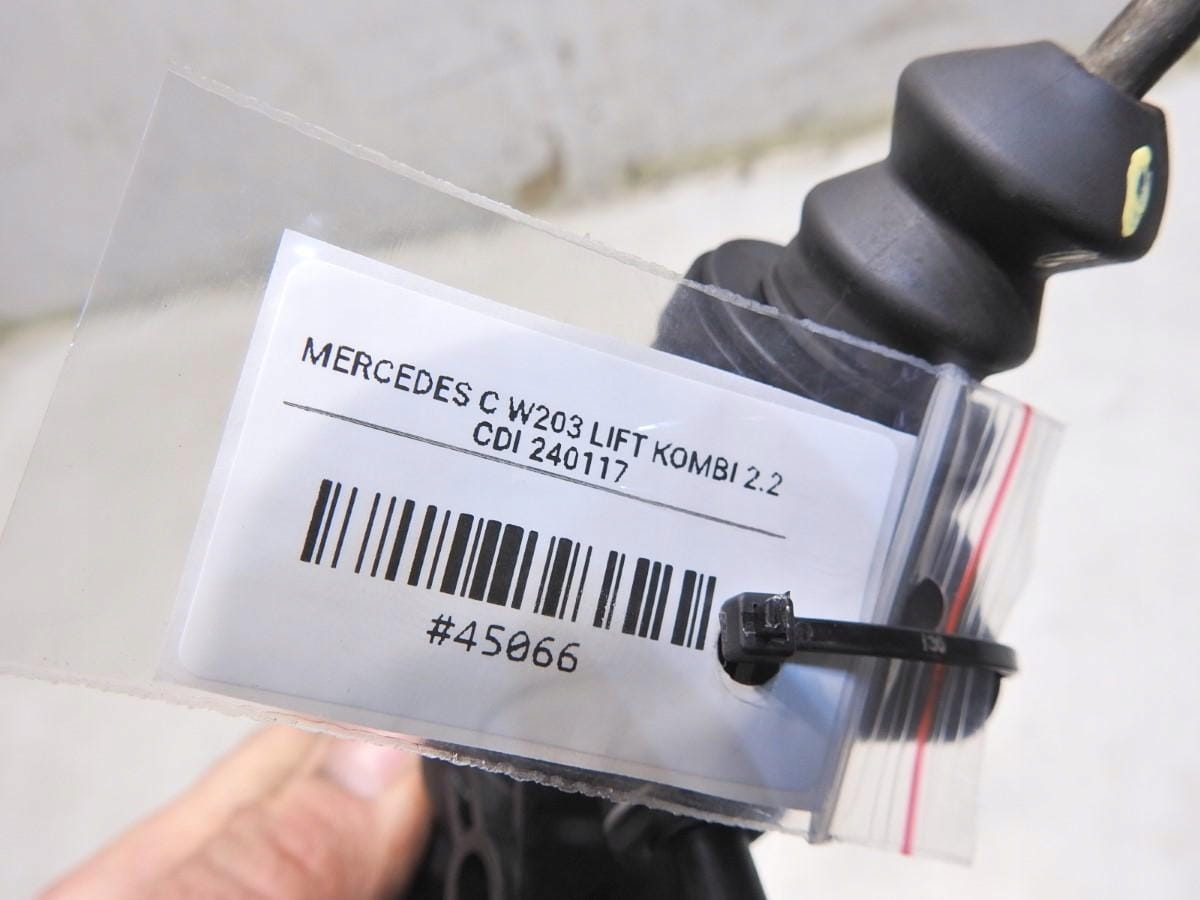 MERCEDES C W203 LIFT KOMBI 2.2
CDI 240117
#45066